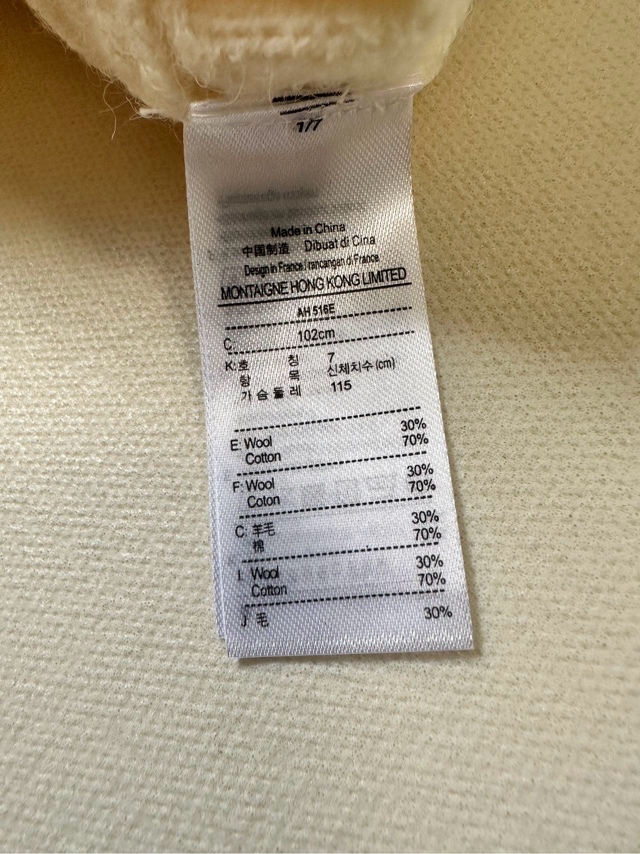 1/7
Made in China
中国制造 Dibuat di Cina
Design in France / rancangan di France
MONTAIGNE HONG KONG LIMITED
AH 516E
C. 102cm
K: 호 칭 7
항 목 신체치수 (cm)
가 슴 둘 레 115
E: Wool 30%
Cotton 70%
F: Wool 30%
Coton 70%
C: 羊毛 30%
棉 70%
I: Wool 30%
Cotton 70%
J 毛 30%